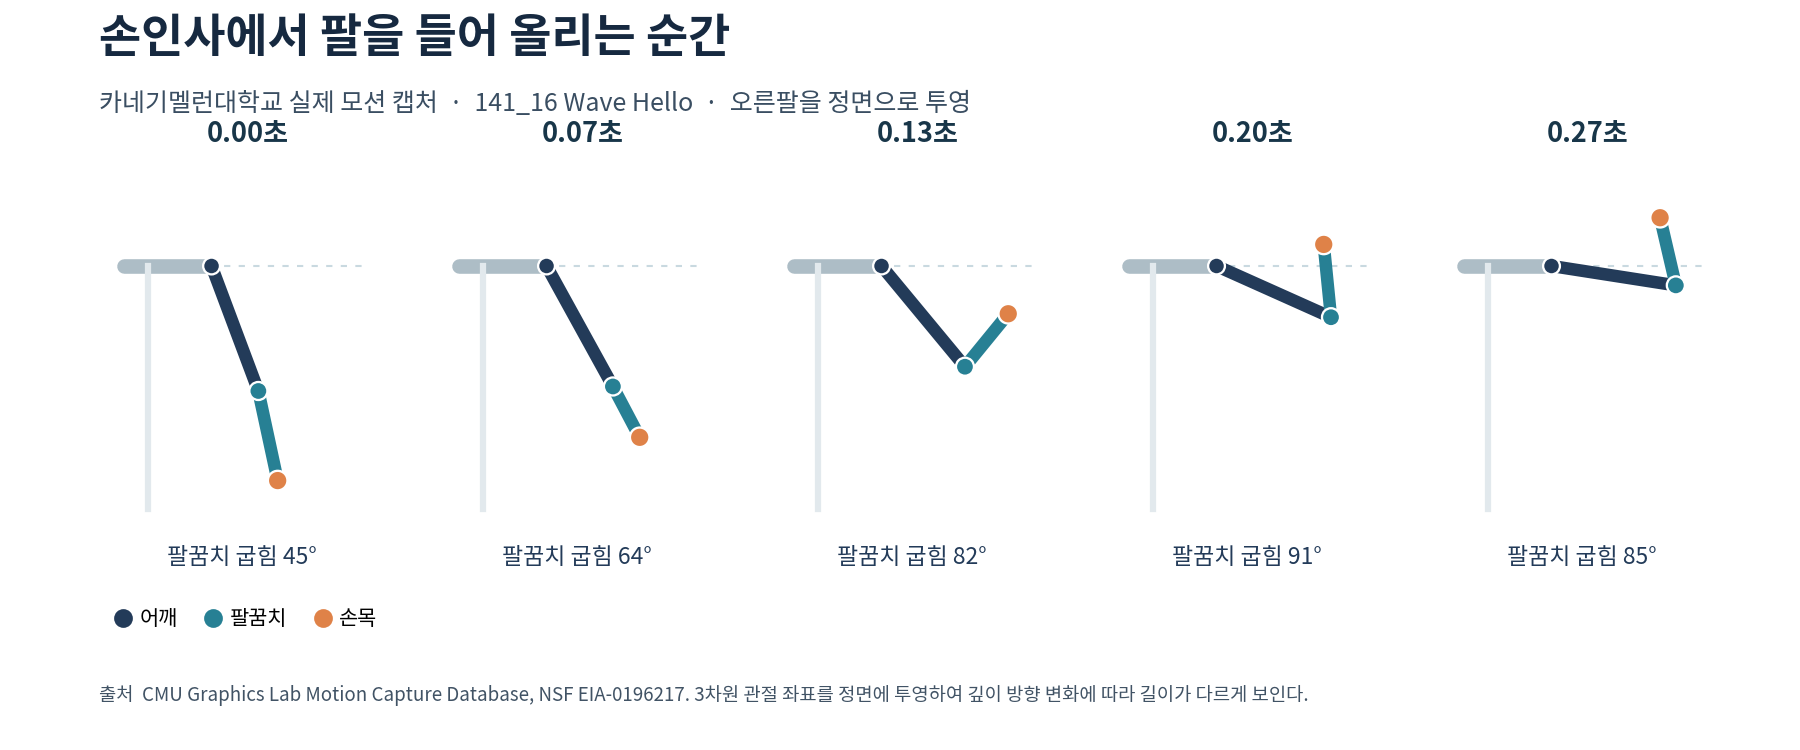 손인사에서 팔을 들어 올리는 순간
카네기멜런대학교 실제 모션 캡처 · 141_16 Wave Hello · 오른팔을 정면으로 투영
0.00초 0.07초 0.13초 0.20초 0.27초
팔꿈치 굽힘 45° 팔꿈치 굽힘 64° 팔꿈치 굽힘 82° 팔꿈치 굽힘 91° 팔꿈치 굽힘 85°
어깨 팔꿈치 손목
출처 CMU Graphics Lab Motion Capture Database, NSF EIA-0196217. 3차원 관절 좌표를 정면에 투영하여 깊이 방향 변화에 따라 길이가 다르게 보인다.